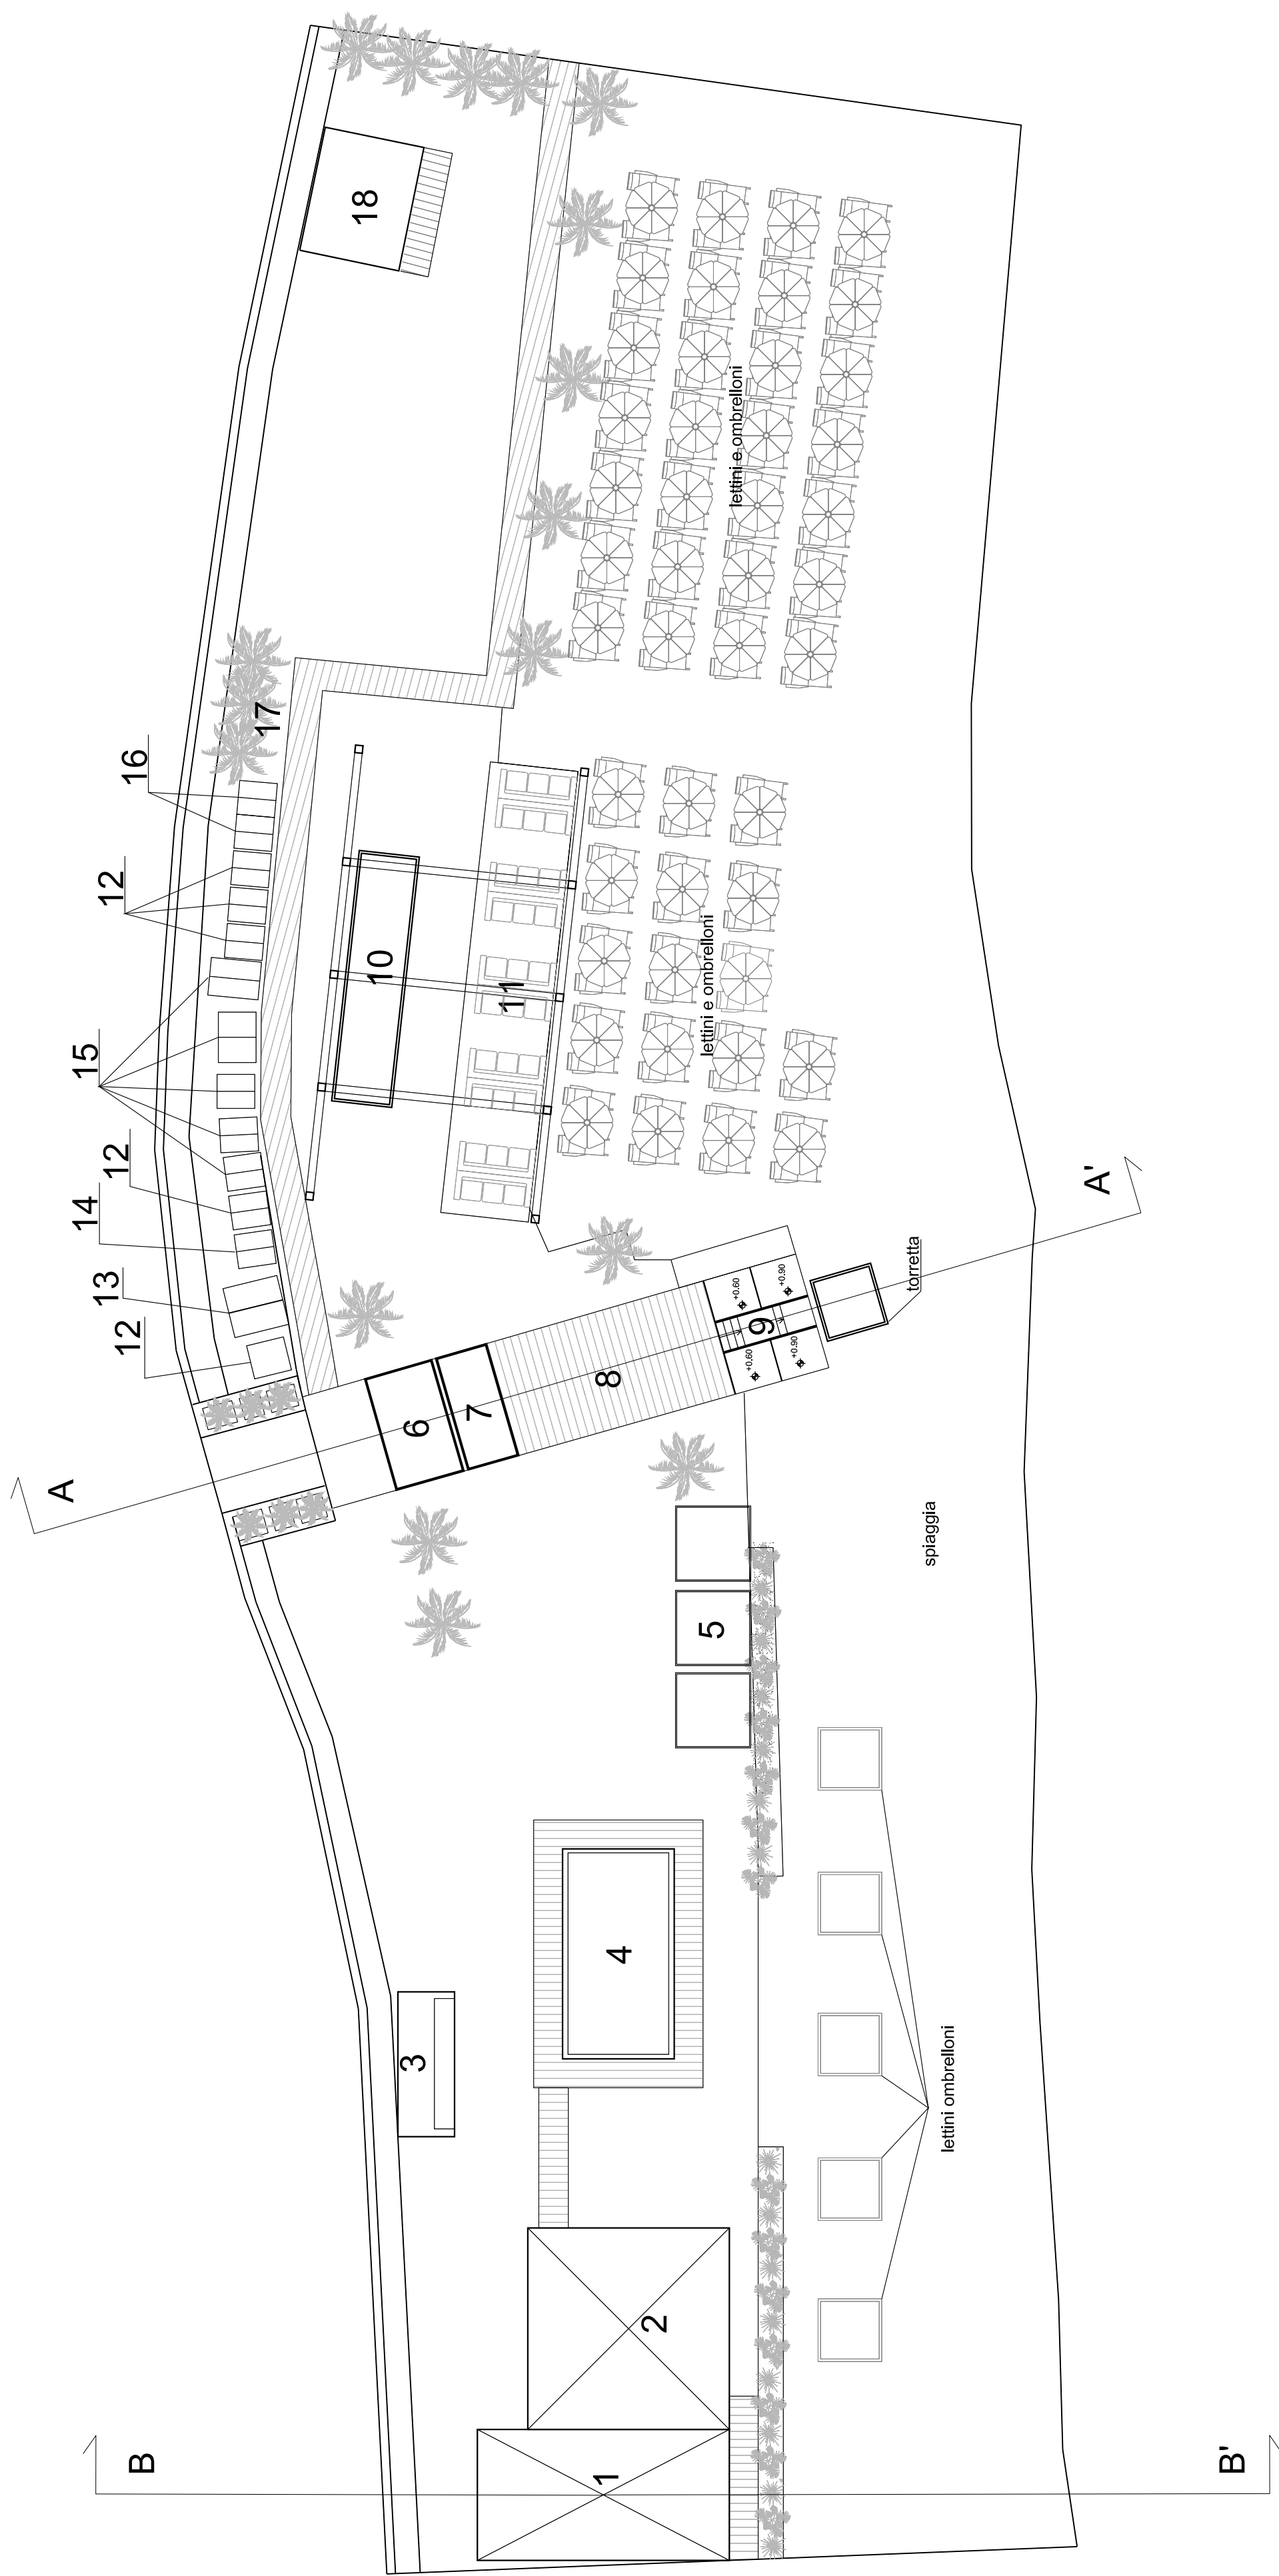 18
17
16
12
15
12
14
13
12
10
11
lettini e ombrelloni
lettini e ombrelloni
A
A'
6
7
8
9
+0.60
+0.90
+0.60
+0.90
torretta
spiaggia
5
4
3
lettini ombrelloni
2
1
B
B'